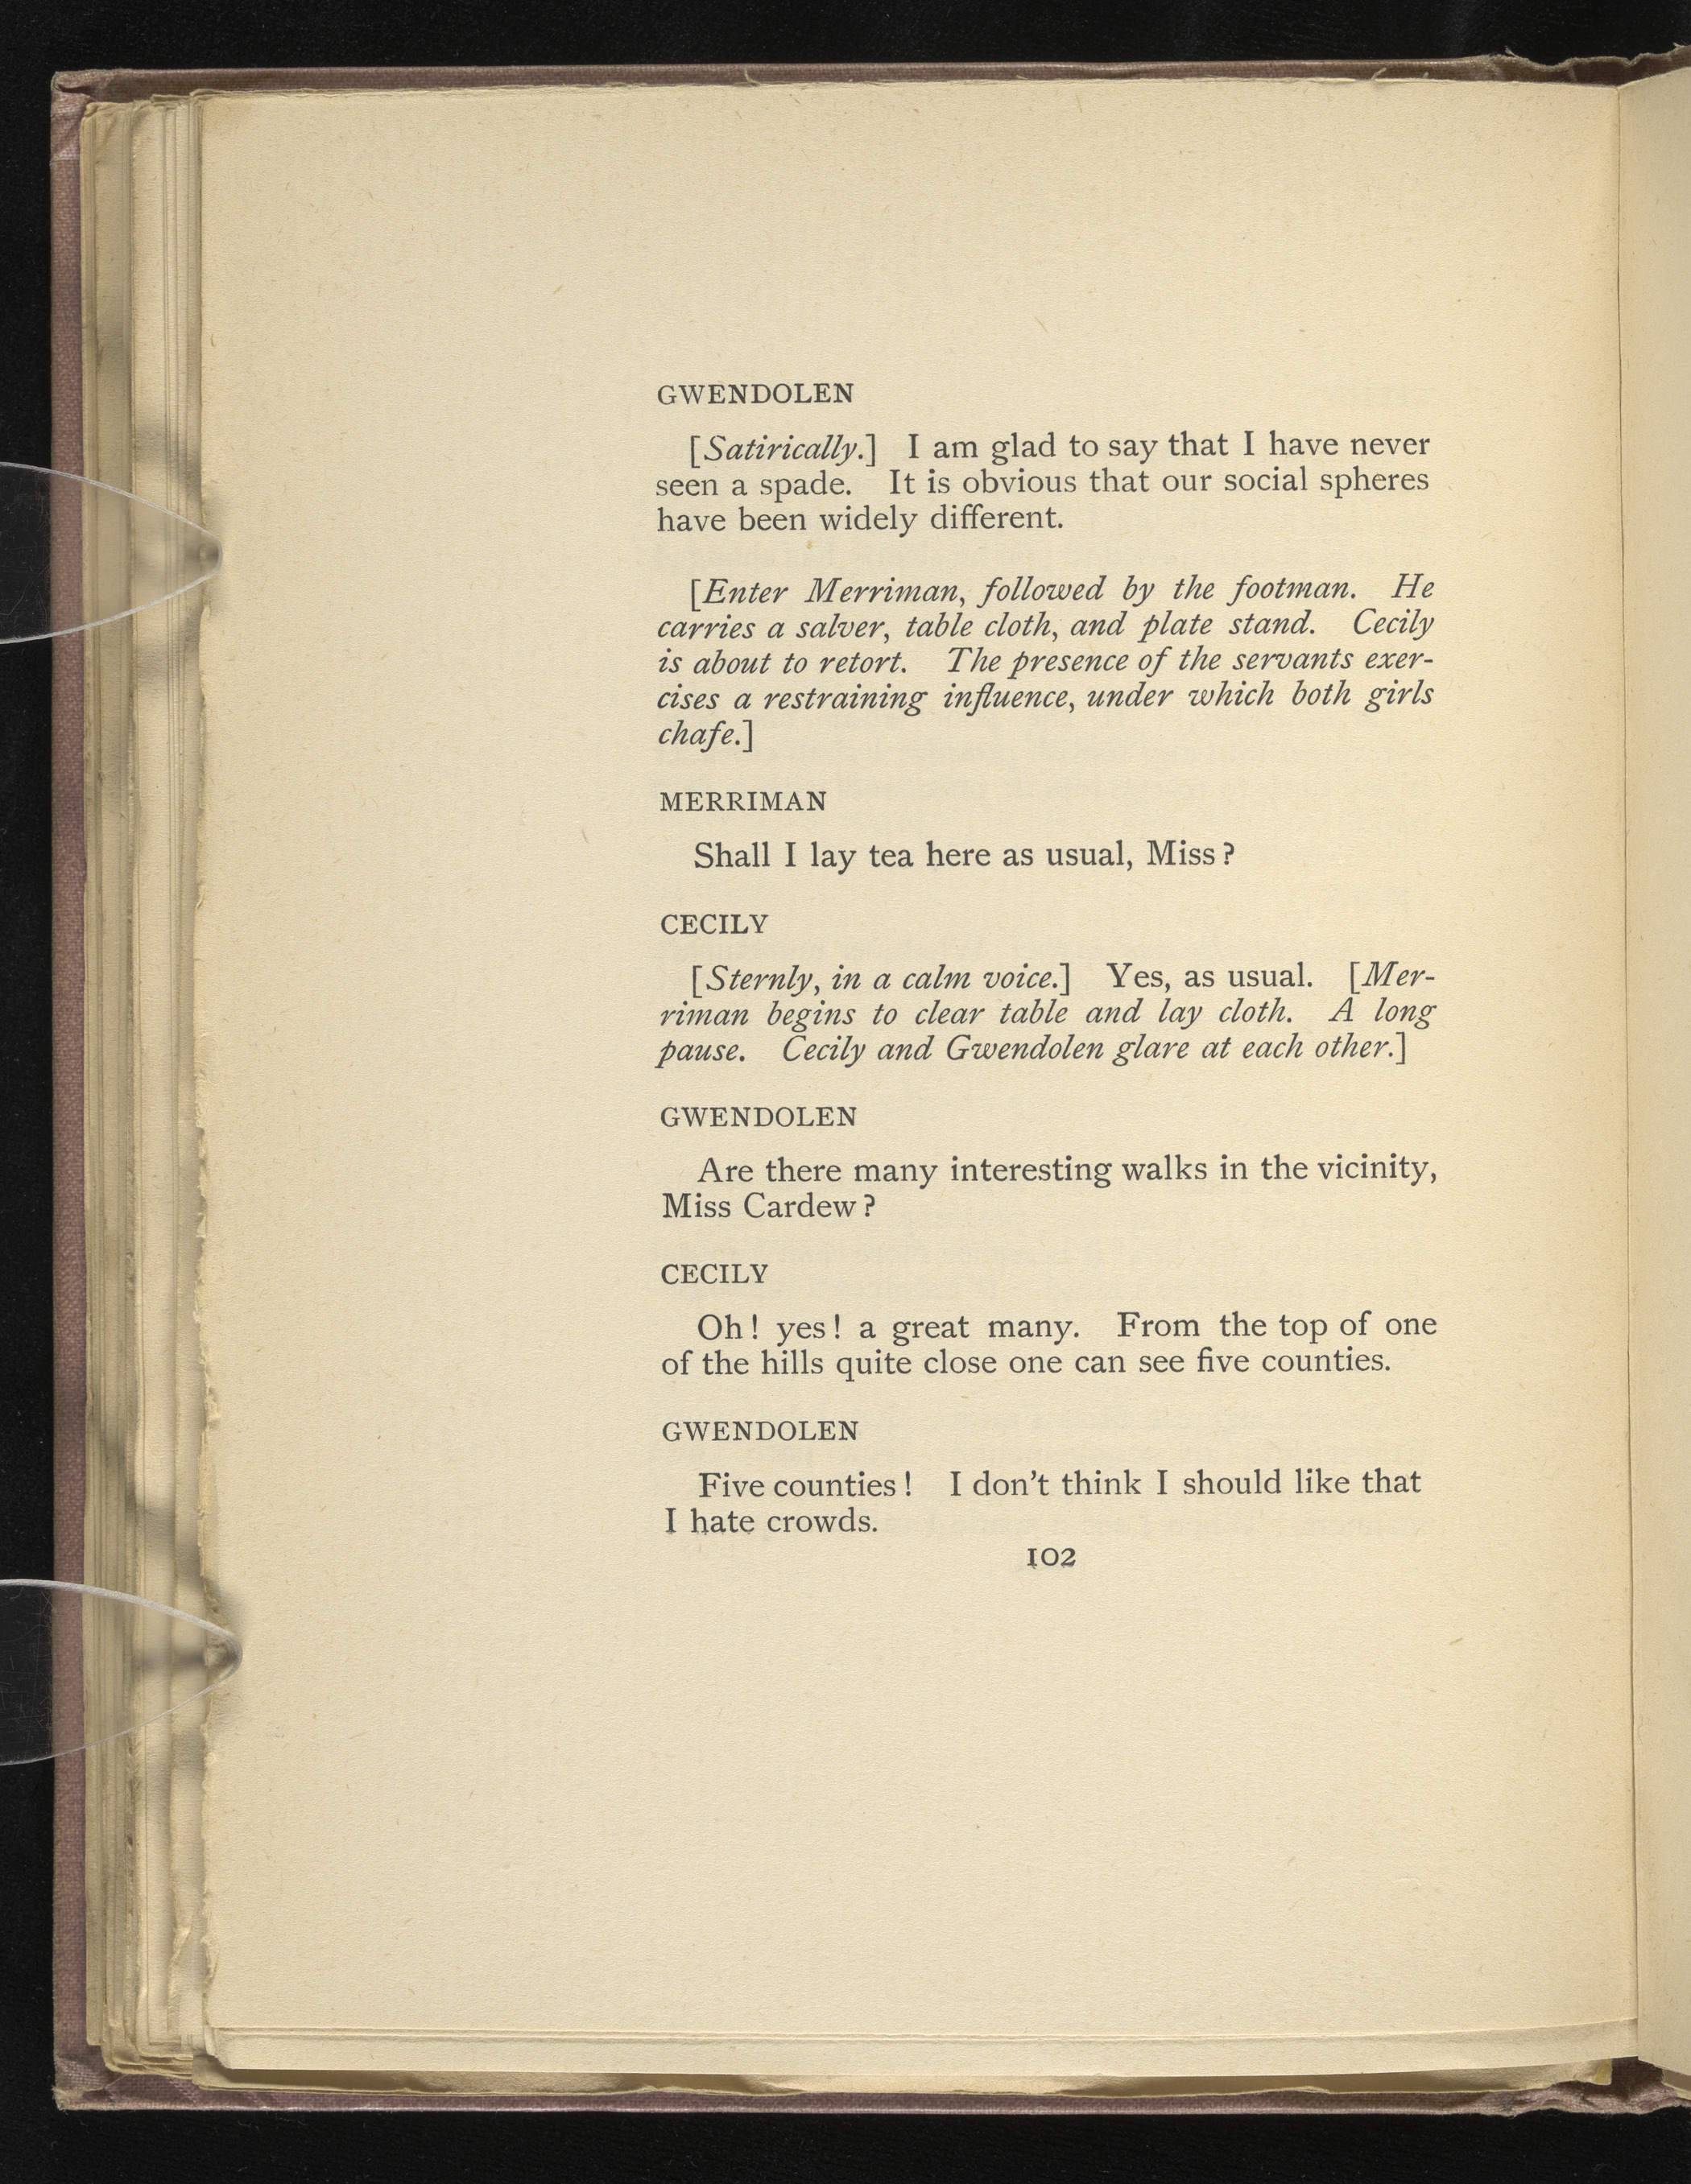 GWENDOLEN
[Satirically.] I am glad to say that I have never
seen a spade. It is obvious that our social spheres
have been widely different.
[Enter Merriman, followed by the footman. He
carries a salver, table cloth, and plate stand. Cecily
is about to retort. The presence of the servants exer-
cises a restraining influence, under which both girls
chafe.]
MERRIMAN
Shall I lay tea here as usual, Miss?
CECILY
[Sternly, in a calm voice.] Yes, as usual. [Mer-
riman begins to clear table and lay cloth. A long
pause. Cecily and Gwendolen glare at each other.]
GWENDOLEN
Are there many interesting walks in the vicinity,
Miss Cardew?
CECILY
Oh! yes! a great many. From the top of one
of the hills quite close one can see five counties.
GWENDOLEN
Five counties! I don't think I should like that
I hate crowds.
102